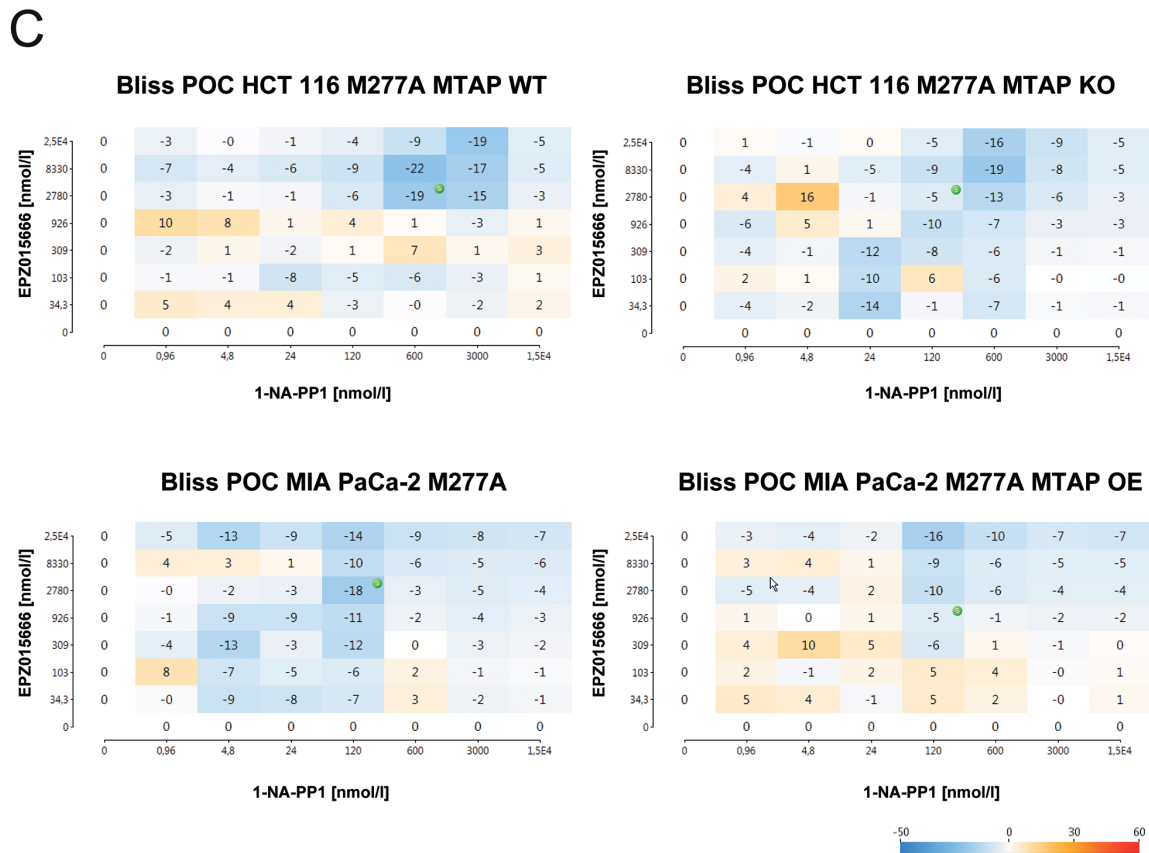 C
Bliss POC HCT 116 M277A MTAP WT
EPZ015666 [nmol/l]
2,5E4 0 -3 -0 -1 -4 -9 -19 -5
8330 0 -7 -4 -6 -9 -22 -17 -5
2780 0 -3 -1 -1 -6 -19 -15 -3
926 0 10 8 1 4 1 -3 1
309 0 -2 1 -2 1 7 1 3
103 0 -1 -1 -8 -5 -6 -3 1
34,3 0 5 4 4 -3 -0 -2 2
0 0 0 0 0 0 0 0
0 0,96 4,8 24 120 600 3000 1,5E4
1-NA-PP1 [nmol/l]
Bliss POC HCT 116 M277A MTAP KO
EPZ015666 [nmol/l]
2,5E4 0 1 -1 0 -5 -16 -9 -5
8330 0 -4 1 -5 -9 -19 -8 -5
2780 0 4 16 -1 -5 -13 -6 -3
926 0 -6 5 1 -10 -7 -3 -3
309 0 -4 -1 -12 -8 -6 -1 -1
103 0 2 1 -10 6 -6 -0 -0
34,3 0 -4 -2 -14 -1 -7 -1 -1
0 0 0 0 0 0 0 0
0 0,96 4,8 24 120 600 3000 1,5E4
1-NA-PP1 [nmol/l]
Bliss POC MIA PaCa-2 M277A
EPZ015666 [nmol/l]
2,5E4 0 -5 -13 -9 -14 -9 -8 -7
8330 0 4 3 1 -10 -6 -5 -6
2780 0 -0 -2 -3 -18 -3 -5 -4
926 0 -1 -9 -9 -11 -2 -4 -3
309 0 -4 -13 -3 -12 0 -3 -2
103 0 8 -7 -5 -6 2 -1 -1
34,3 0 -0 -9 -8 -7 3 -2 -1
0 0 0 0 0 0 0 0
0 0,96 4,8 24 120 600 3000 1,5E4
1-NA-PP1 [nmol/l]
Bliss POC MIA PaCa-2 M277A MTAP OE
EPZ015666 [nmol/l]
2,5E4 0 -3 -4 -2 -16 -10 -7 -7
8330 0 3 4 1 -9 -6 -5 -5
2780 0 -5 -4 2 -10 -6 -4 -4
926 0 1 0 1 -5 -1 -2 -2
309 0 4 10 5 -6 1 -1 0
103 0 2 -1 2 5 4 -0 1
34,3 0 5 4 -1 5 2 -0 1
0 0 0 0 0 0 0 0
0 0,96 4,8 24 120 600 3000 1,5E4
1-NA-PP1 [nmol/l]
-50 0 30 60